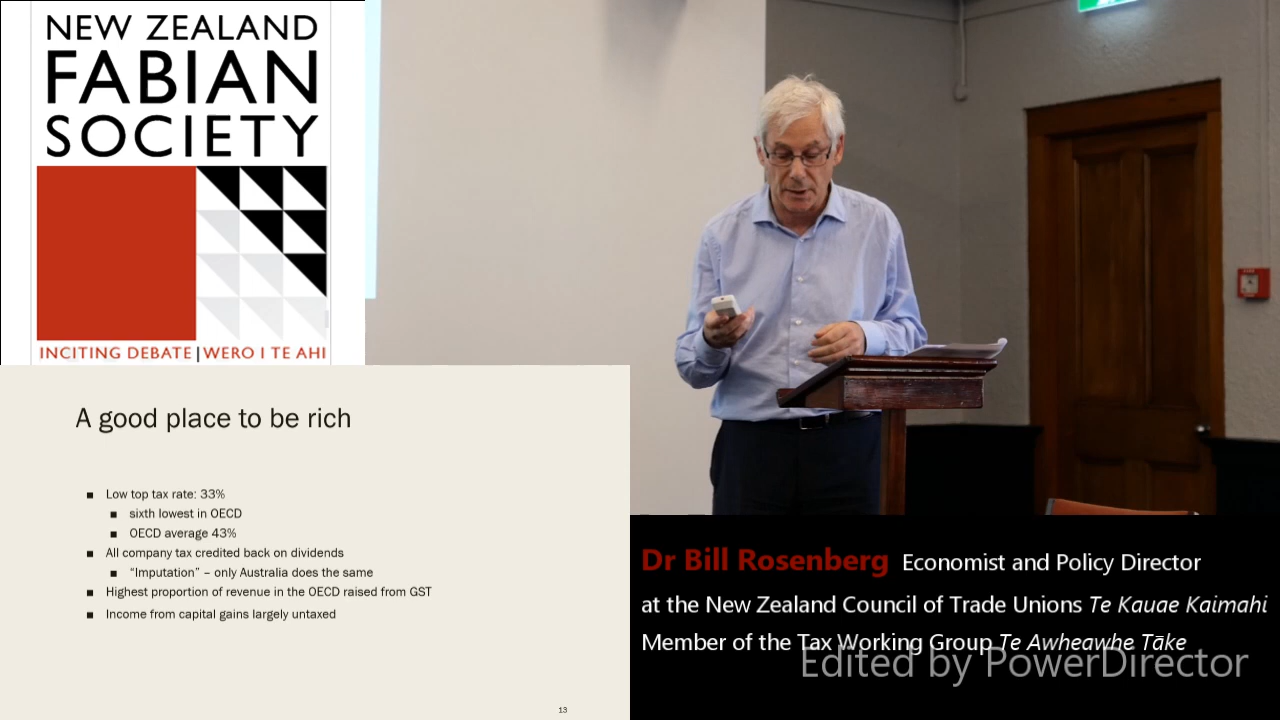 NEW ZEALAND
FABIAN
SOCIETY
INCITING DEBATE | WERO I TE AHI
A good place to be rich
■ Low top tax rate: 33%
■ sixth lowest in OECD
■ OECD average 43%
■ All company tax credited back on dividends
■ “Imputation” – only Australia does the same
■ Highest proportion of revenue in the OECD raised from GST
■ Income from capital gains largely untaxed
13
Dr Bill Rosenberg Economist and Policy Director
at the New Zealand Council of Trade Unions Te Kauae Kaimahi
Member of the Tax Working Group Te Awheawhe Tāke
Edited by PowerDirector